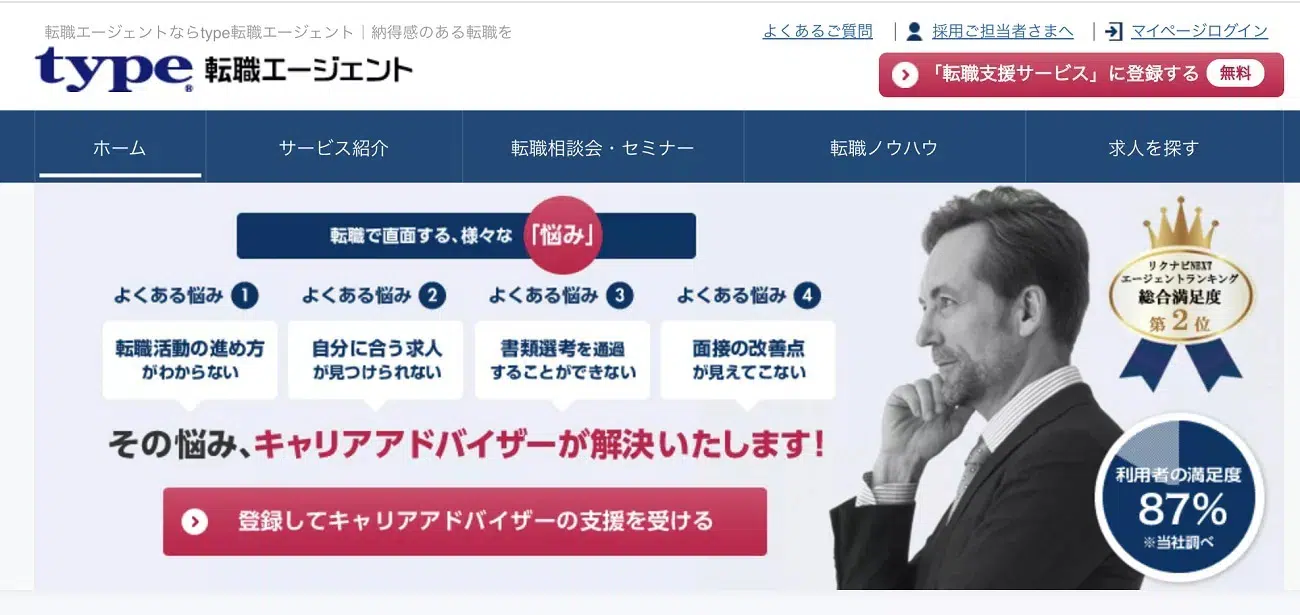 転職エージェントならtype転職エージェント｜納得感のある転職を
よくあるご質問
採用ご担当者さまへ
マイページログイン
type® 転職エージェント
「転職支援サービス」に登録する 無料
ホーム
サービス紹介
転職相談会・セミナー
転職ノウハウ
求人を探す
転職で直面する、様々な「悩み」
よくある悩み 1
転職活動の進め方
がわからない
よくある悩み 2
自分に合う求人
が見つけられない
よくある悩み 3
書類選考を通過
することができない
よくある悩み 4
面接の改善点
が見えてこない
その悩み、キャリアアドバイザーが解決いたします！
登録してキャリアアドバイザーの支援を受ける
リクナビNEXT
エージェントランキング
総合満足度
第2位
利用者の満足度
87%
※当社調べ